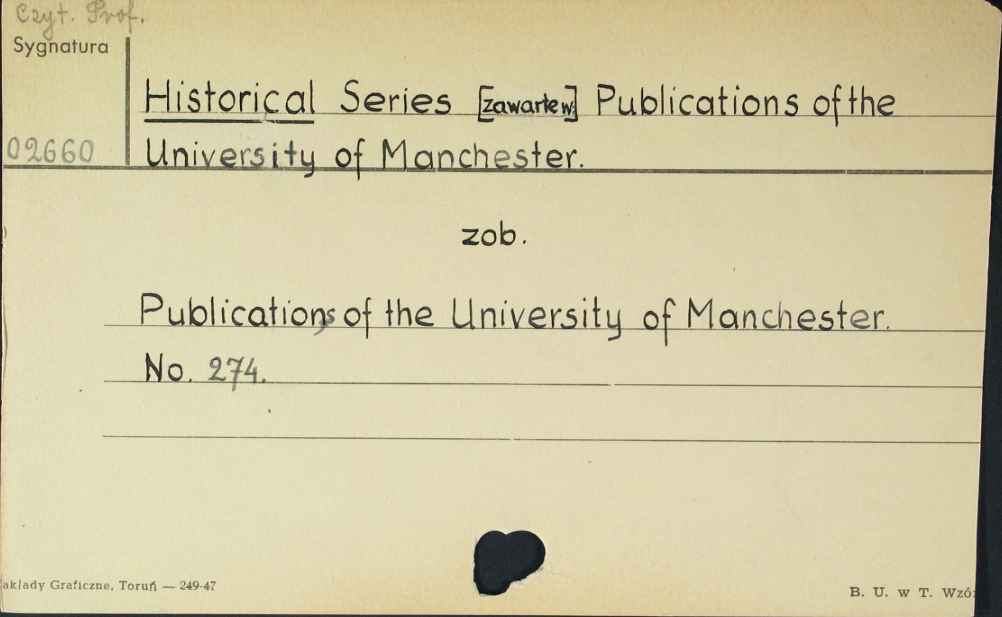 Czyt. Prof.
Sygnatura
Historical Series [zawarte w] Publications of the
02660
University of Manchester.
zob.
Publications of the University of Manchester.
No. 274.
akłady Graficzne, Toruń — 249-47
B. U. w T. Wzó